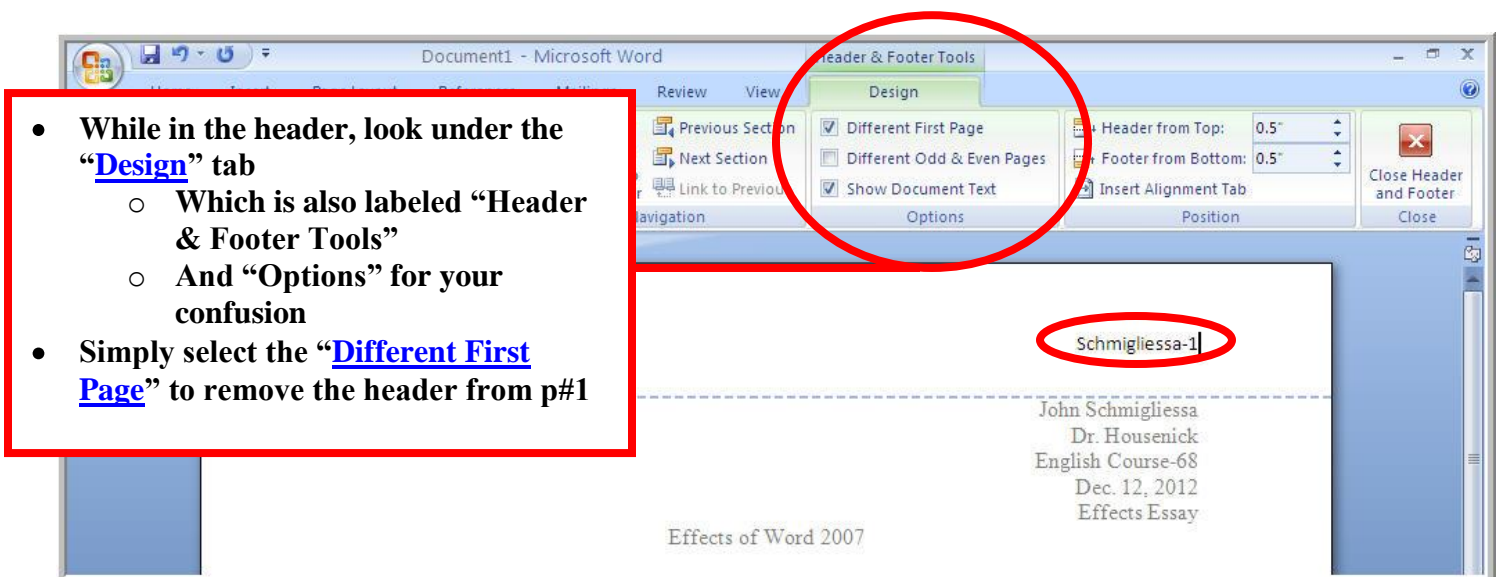 Document1 - Microsoft Word
Header & Footer Tools
Review View Design
Previous Section
Next Section
Link to Previous
Navigation
Different First Page
Different Odd & Even Pages
Show Document Text
Options
Header from Top: 0.5"
Footer from Bottom: 0.5"
Insert Alignment Tab
Position
Close Header
and Footer
Close
• While in the header, look under the
“Design” tab
o Which is also labeled “Header
& Footer Tools”
o And “Options” for your
confusion
• Simply select the “Different First
Page” to remove the header from p#1
Schmigliessa-1
John Schmigliessa
Dr. Housenick
English Course-68
Dec. 12, 2012
Effects Essay
Effects of Word 2007